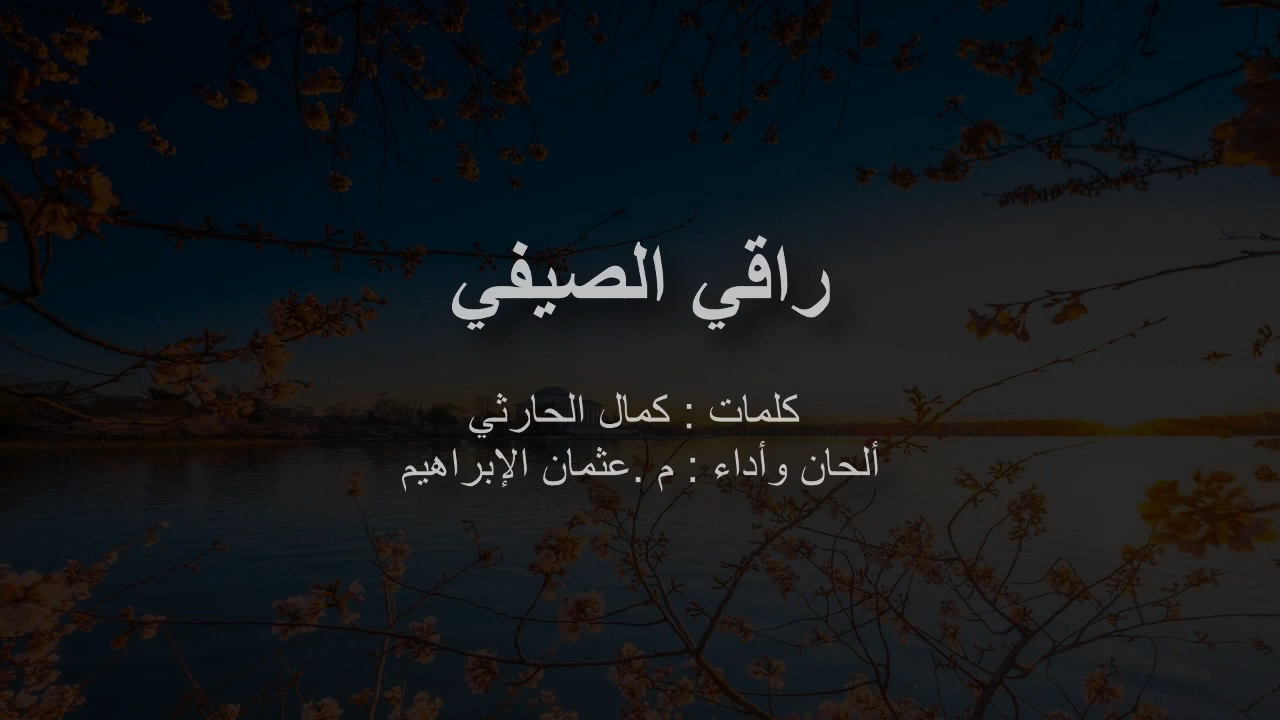 راقي الصيفي
كلمات : كمال الحارثي
ألحان وأداء : م .عثمان الإبراهيم